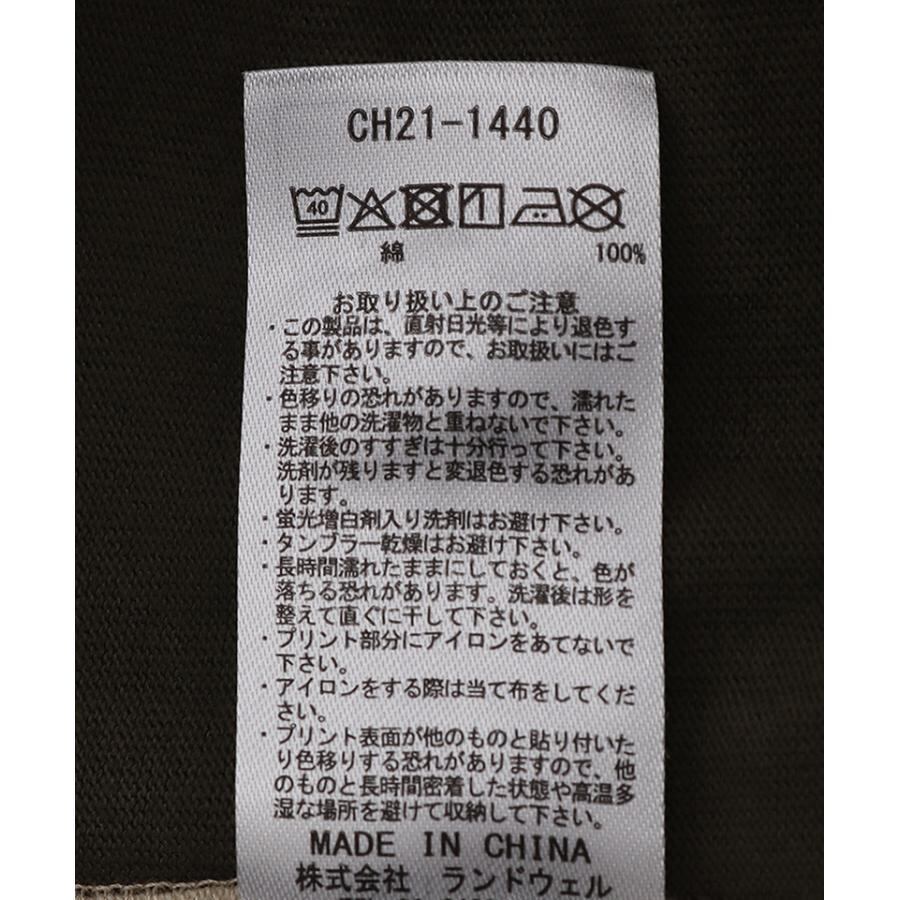 CH21-1440
40
綿 100%
お取り扱い上のご注意
・この製品は、直射日光等により退色す
る事がありますので、お取扱いにはご
注意下さい。
・色移りの恐れがありますので、濡れた
まま他の洗濯物と重ねないで下さい。
・洗濯後のすすぎは十分行って下さい。
洗剤が残りますと変退色する恐れがあ
ります。
・蛍光増白剤入り洗剤はお避け下さい。
・タンブラー乾燥はお避け下さい。
・長時間濡れたままにしておくと、色が
落ちる恐れがあります。洗濯後は形を
整えて直ぐに干して下さい。
・プリント部分にアイロンをあてないで
下さい。
・アイロンをする際は当て布をしてくだ
さい。
・プリント表面が他のものと貼り付いた
り色移りする恐れがありますので、他
のものと長時間密着した状態や高温多
湿な場所を避けて収納して下さい。
MADE IN CHINA
株式会社 ランドウェル